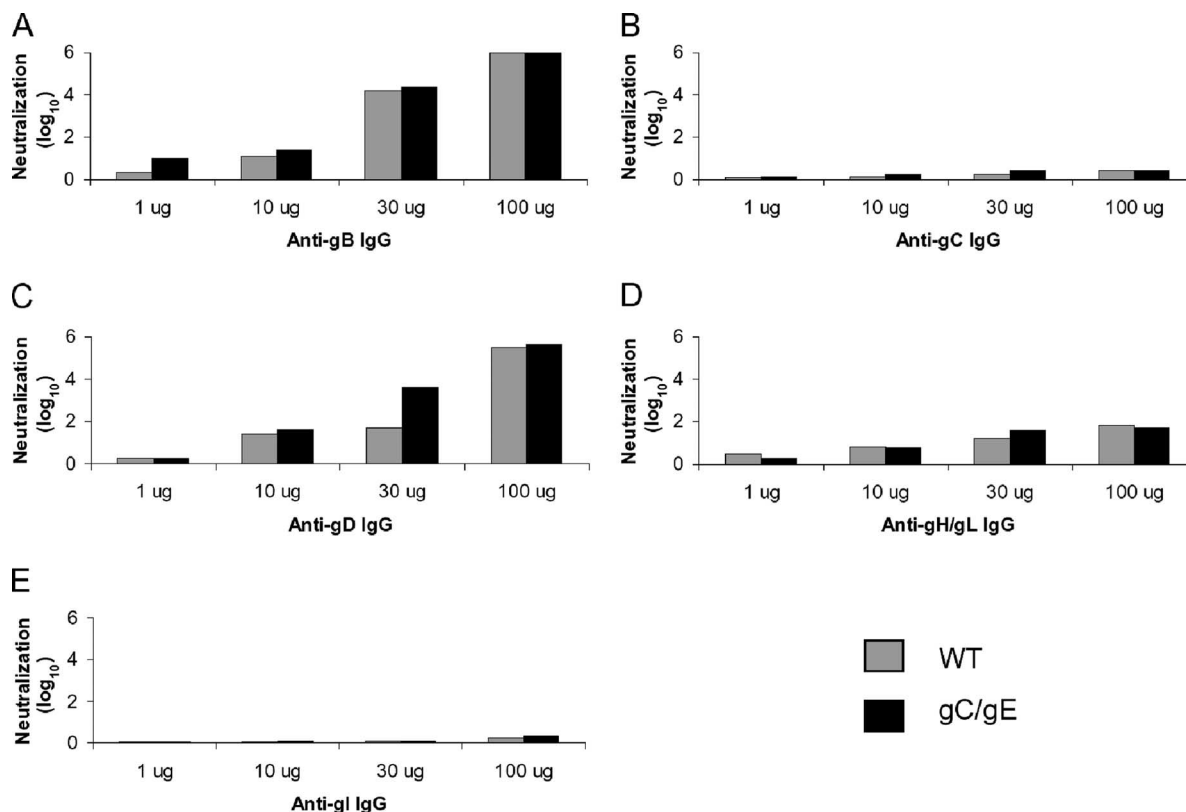 A
Neutralization
(log10)
6
4
2
0
1 ug 10 ug 30 ug 100 ug
Anti-gB IgG
B
Neutralization
(log10)
6
4
2
0
1 ug 10 ug 30 ug 100 ug
Anti-gC IgG
C
Neutralization
(log10)
6
4
2
0
1 ug 10 ug 30 ug 100 ug
Anti-gD IgG
D
Neutralization
(log10)
6
4
2
0
1 ug 10 ug 30 ug 100 ug
Anti-gH/gL IgG
E
Neutralization
(log10)
6
4
2
0
1 ug 10 ug 30 ug 100 ug
Anti-gI IgG
WT
gC/gE